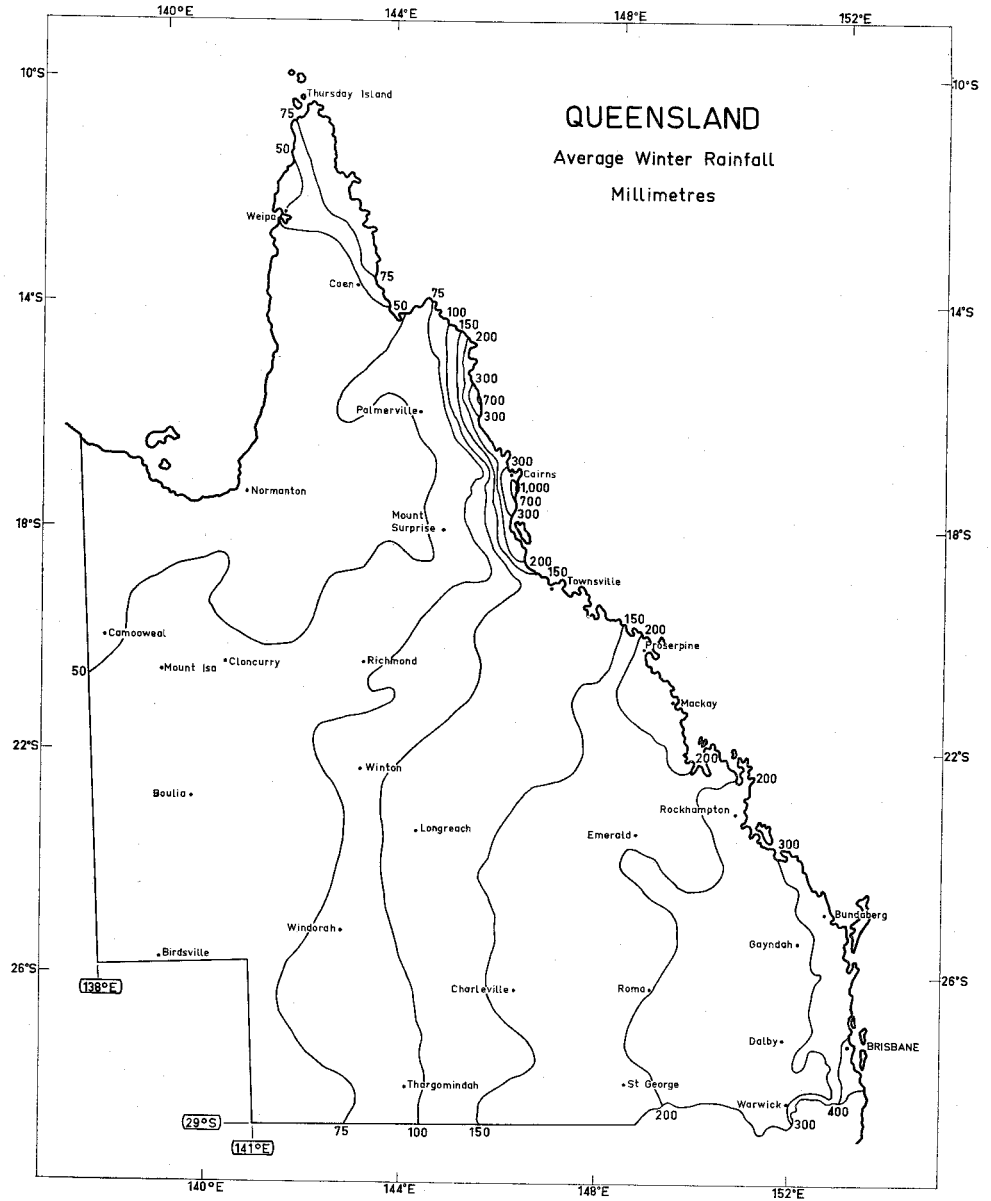 140°E
144°E
148°E
152°E
10°S
10°S
Thursday Island
QUEENSLAND
75
Average Winter Rainfall
50
Millimetres
Weipa
75
Coen
75
14°S
50
100
14°S
150
200
300
700
Palmerville
300
300
Cairns
1,000
Normanton
700
Mount
300
Surprise
18°S
18°S
200
150
Townsville
150
200
Camooweal
Proserpine
Mount Isa
Cloncurry
Richmond
50
Mackay
22°S
200
22°S
Winton
200
Boulia
Rockhampton
Longreach
Emerald
300
Bundaberg
Windorah
Gayndah
Birdsville
26°S
138°E
Charleville
Roma
26°S
Dalby
BRISBANE
Thargomindah
St George
Warwick
200
400
29°S
75
100
150
300
141°E
140°E
144°E
148°E
152°E